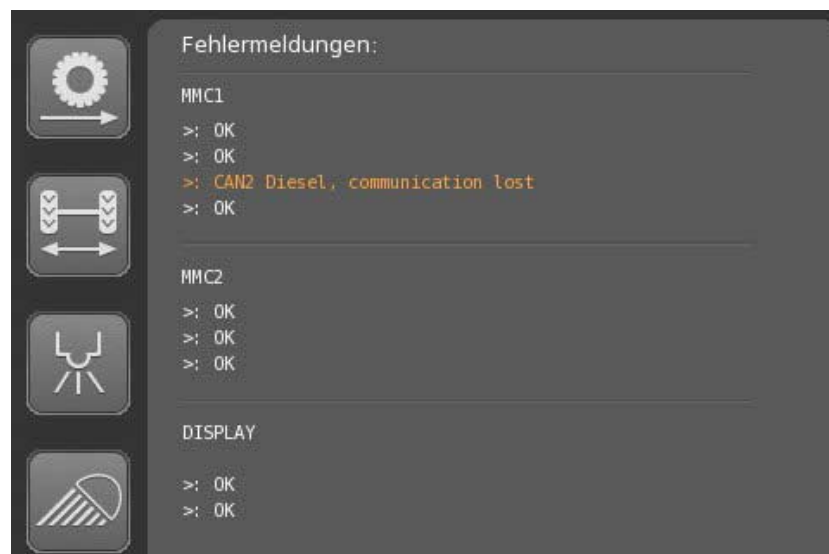 Fehlermeldungen:
MMC1
>: OK
>: OK
>: CAN2 Diesel, communication lost
>: OK
MMC2
>: OK
>: OK
>: OK
DISPLAY
>: OK
>: OK